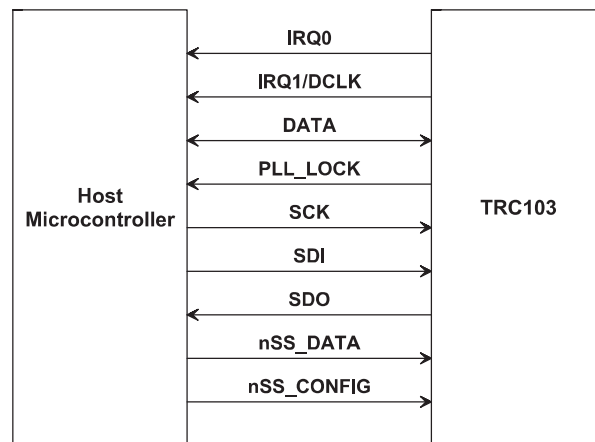 IRQ0
IRQ1/DCLK
DATA
PLL_LOCK
Host
Microcontroller
SCK
TRC103
SDI
SDO
nSS_DATA
nSS_CONFIG